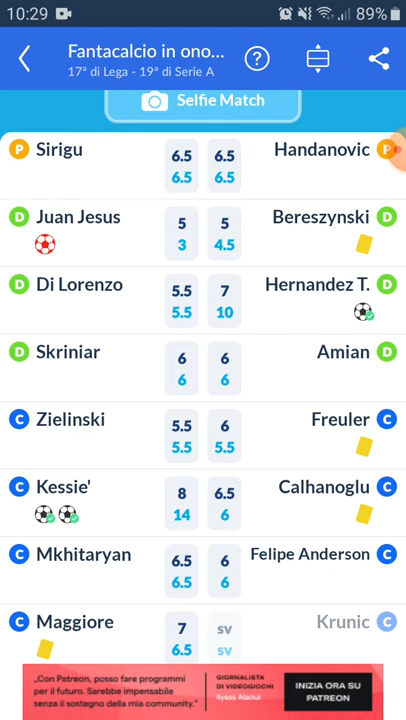 10:29 89%
Fantacalcio in ono...
17ª di Lega - 19ª di Serie A
?
Selfie Match
P Sirigu 6.5 6.5 Handanovic P
6.5 6.5
D Juan Jesus 5 5 Bereszynski D
3 4.5
D Di Lorenzo 5.5 7 Hernandez T. D
5.5 10
D Skriniar 6 6 Amian D
6 6
C Zielinski 5.5 6 Freuler C
5.5 5.5
C Kessie' 8 6.5 Calhanoglu C
14 6
C Mkhitaryan 6.5 6 Felipe Anderson C
6.5 6
C Maggiore 7 sv Krunic C
6.5 sv
„Con Patreon, posso fare programmi
per il futuro. Sarebbe impensabile
senza il sostegno della mia community."
GIORNALISTA
DI VIDEOGIOCHI
Ilyass Alaoui
INIZIA ORA SU
PATREON